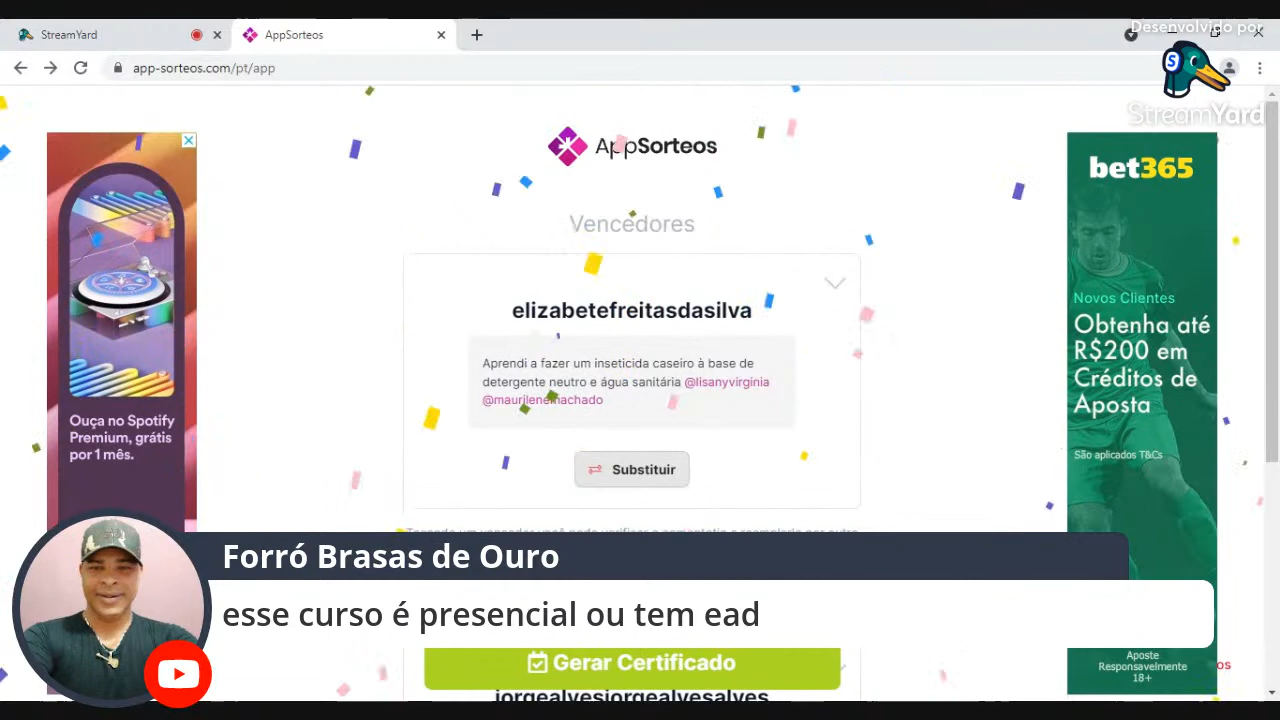 StreamYard
AppSorteos
Desenvolvido por
app-sorteos.com/pt/app
StreamYard
AppSorteos
Vencedores
elizabetefreitasdasilva
Aprendi a fazer um inseticida caseiro à base de
detergente neutro e água sanitária @lisanyvirginia
@maurilenemachado
Substituir
Ouça no Spotify
Premium, grátis
por 1 mês.
bet365
Novos Clientes
Obtenha até
R$200 em
Créditos de
Aposta
São aplicados T&Cs
Forró Brasas de Ouro
esse curso é presencial ou tem ead
Gerar Certificado
jorgealvesjorgealvesalves
Aposte
Responsavelmente
18+